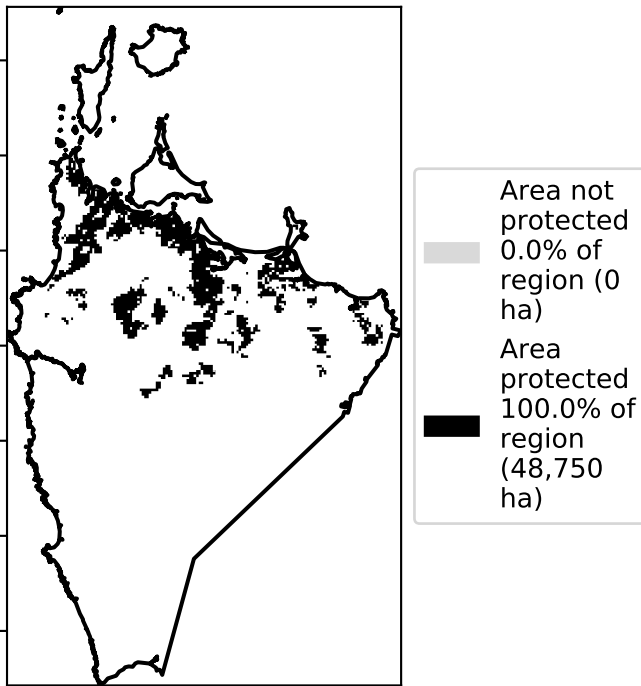 Area not
protected
0.0% of
region (0
ha)
Area
protected
100.0% of
region
(48,750
ha)